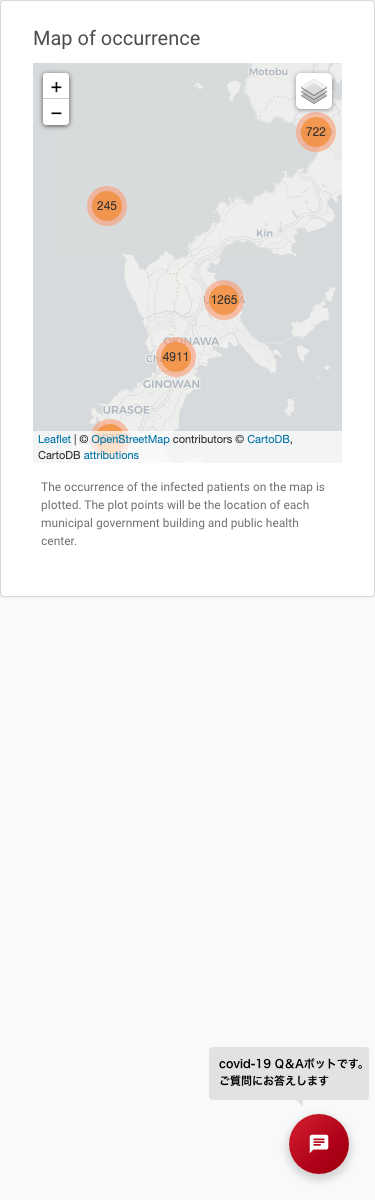 Map of occurrence
+
−
Motobu
722
245
Kin
1265
OKINAWA
4911
GINOWAN
URASOE
Leaflet | © OpenStreetMap contributors © CartoDB,
CartoDB attributions
The occurrence of the infected patients on the map is
plotted. The plot points will be the location of each
municipal government building and public health
center.
covid-19 Q&Aボットです。
ご質問にお答えします